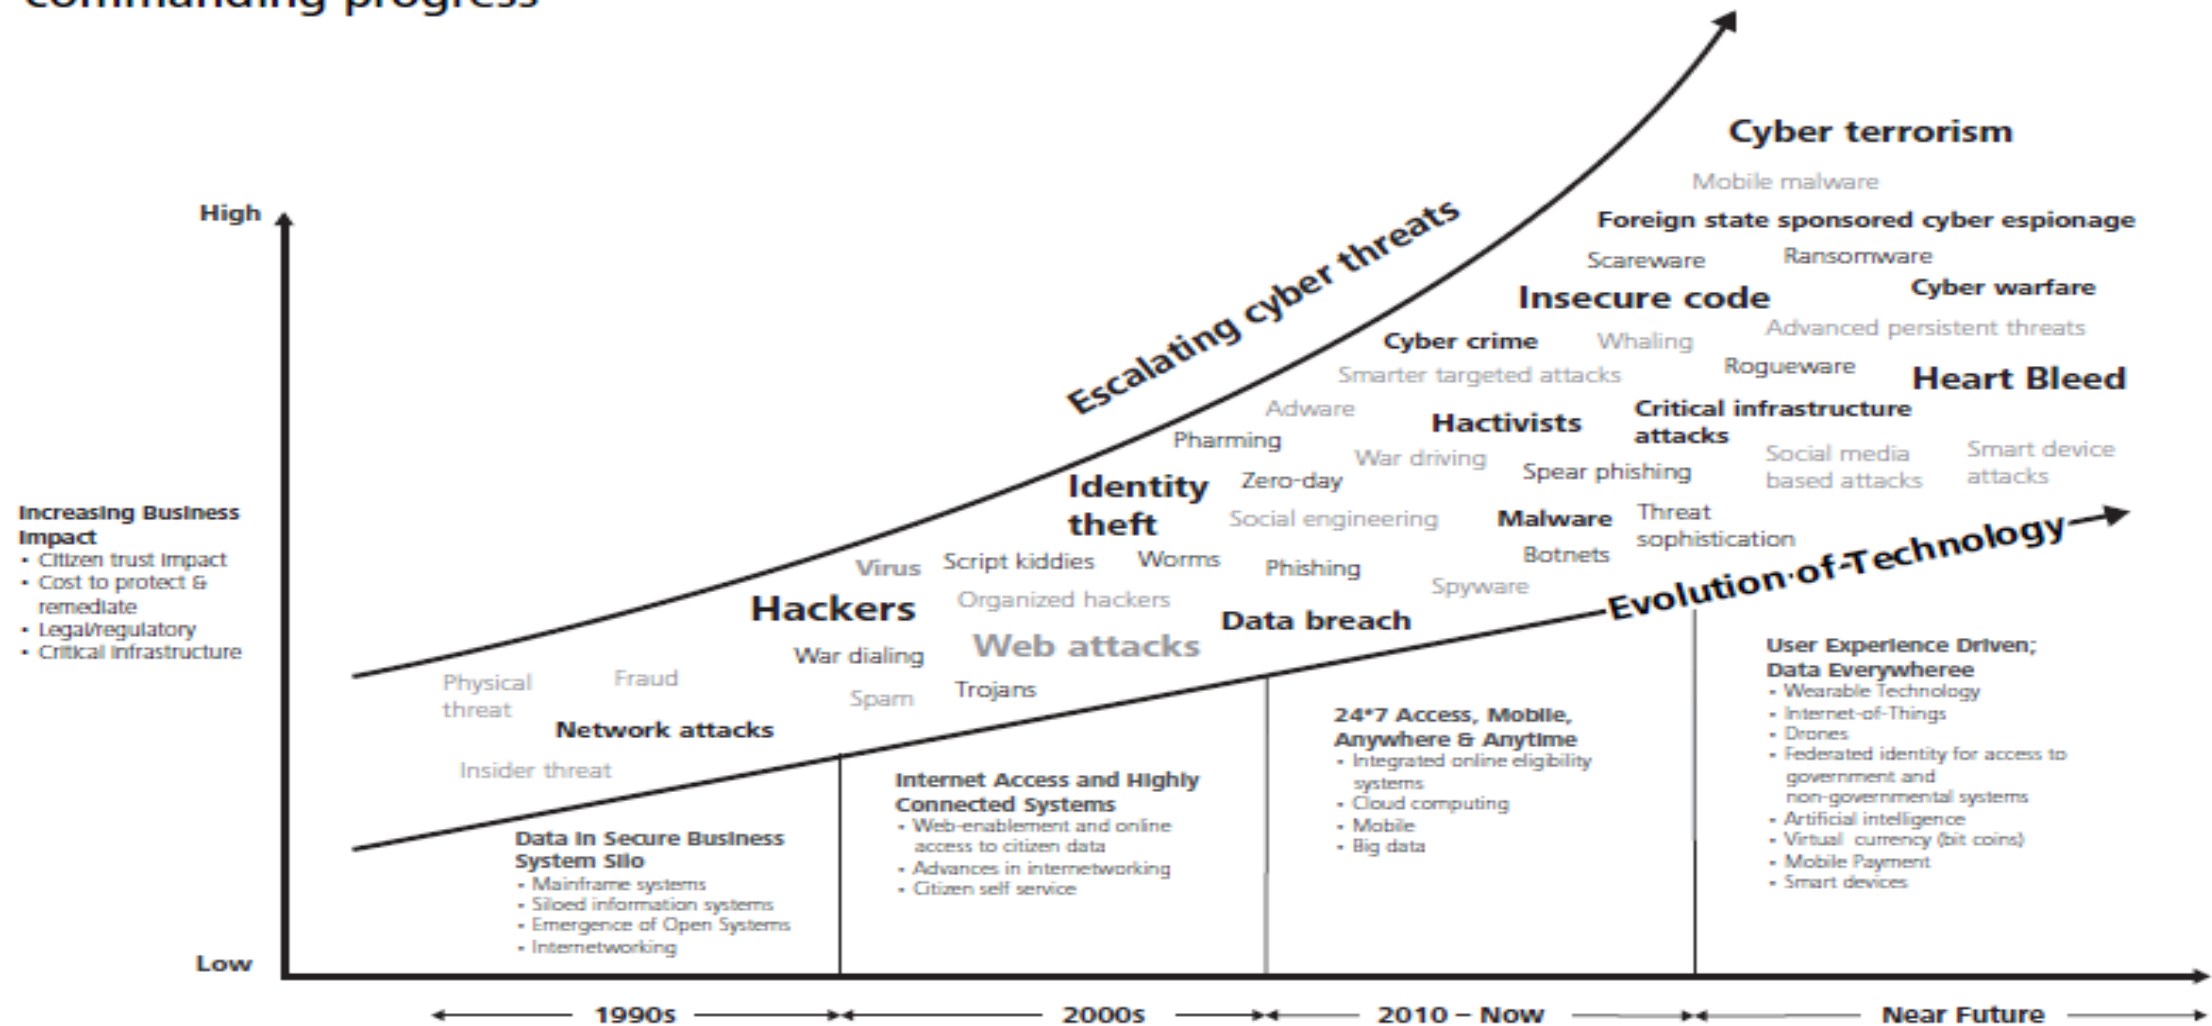 commanding progress
High
Increasing Business
Impact
• Citizen trust impact
• Cost to protect &
remediate
• Legal/regulatory
• Critical infrastructure
Low
Escalating cyber threats
Cyber terrorism
Mobile malware
Foreign state sponsored cyber espionage
Scareware
Ransomware
Insecure code
Cyber warfare
Cyber crime
Whaling
Advanced persistent threats
Smarter targeted attacks
Rogueware
Heart Bleed
Adware
Hactivists
Critical infrastructure
attacks
Pharming
War driving
Spear phishing
Social media
based attacks
Smart device
attacks
Identity
theft
Zero-day
Social engineering
Malware
Threat
sophistication
Virus
Script kiddies
Worms
Phishing
Botnets
Spyware
Hackers
Organized hackers
Data breach
War dialing
Web attacks
Physical
threat
Fraud
Spam
Trojans
Network attacks
Insider threat
Evolution-of-Technology
Data in Secure Business
System Silo
• Mainframe systems
• Siloed information systems
• Emergence of Open Systems
• Internetworking
Internet Access and Highly
Connected Systems
• Web-enablement and online
access to citizen data
• Advances in internetworking
• Citizen self service
24*7 Access, Mobile,
Anywhere & Anytime
• Integrated online eligibility
systems
• Cloud computing
• Mobile
• Big data
User Experience Driven;
Data Everywheree
• Wearable Technology
• Internet-of-Things
• Drones
• Federated identity for access to
government and
non-governmental systems
• Artificial intelligence
• Virtual currency (bit coins)
• Mobile Payment
• Smart devices
1990s
2000s
2010 – Now
Near Future